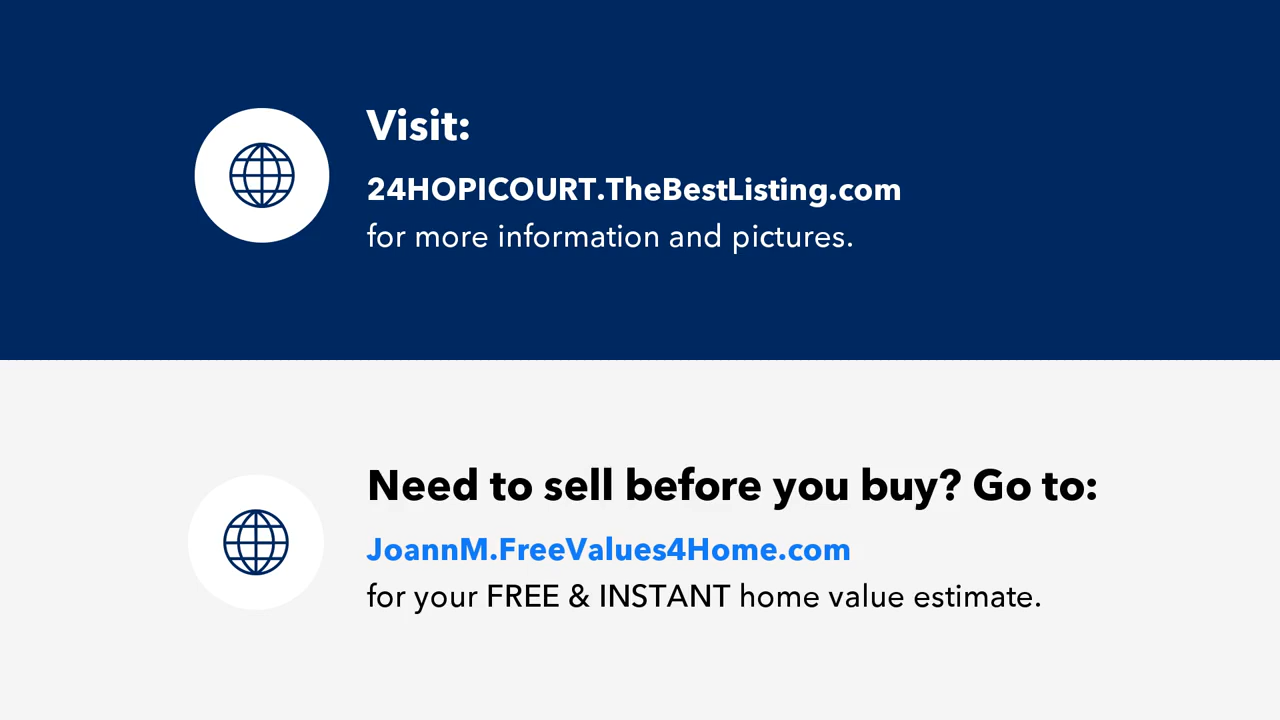 Visit:
24HOPICOURT.TheBestListing.com
for more information and pictures.
Need to sell before you buy? Go to:
JoannM.FreeValues4Home.com
for your FREE & INSTANT home value estimate.